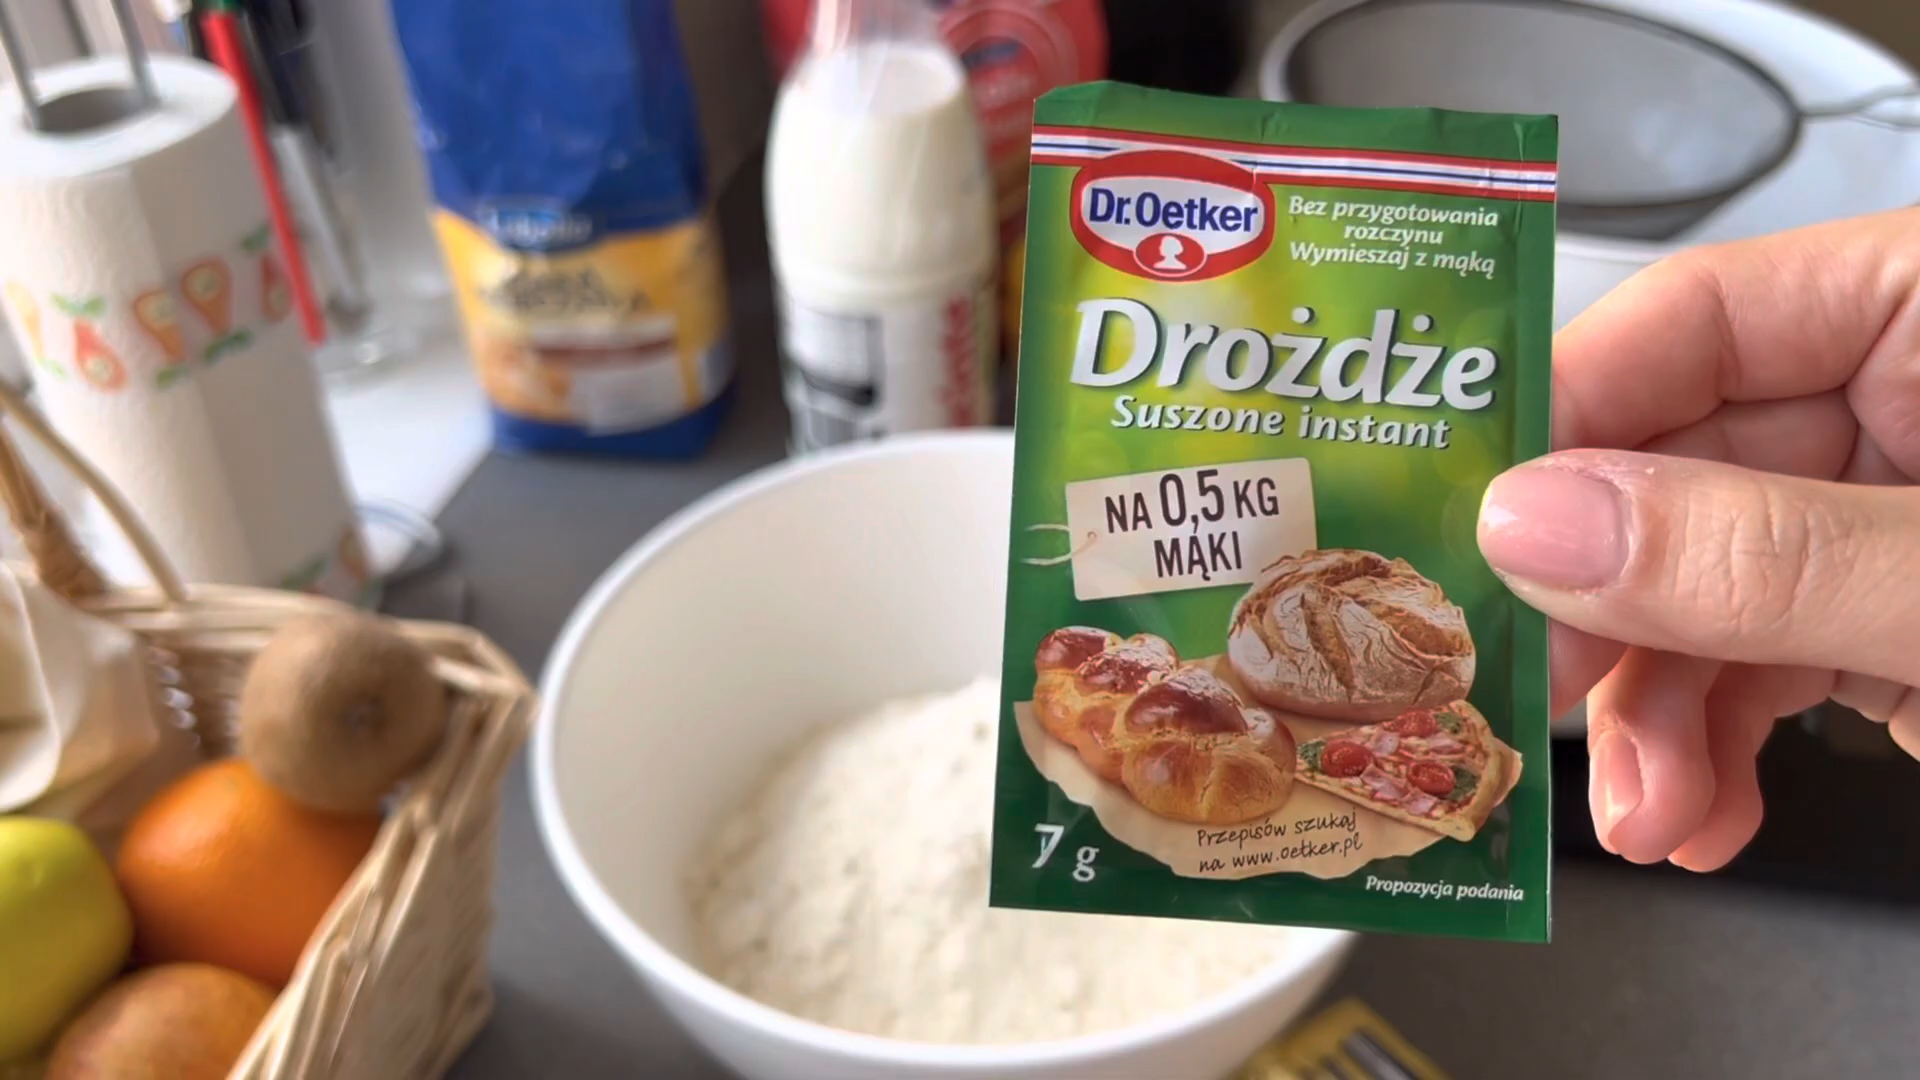 Dr.Oetker
Bez przygotowania
rozczynu
Wymieszaj z mąką
Drożdże
Suszone instant
NA 0,5 KG
MĄKI
Przepisów szukaj
na www.oetker.pl
7 g
Propozycja podania